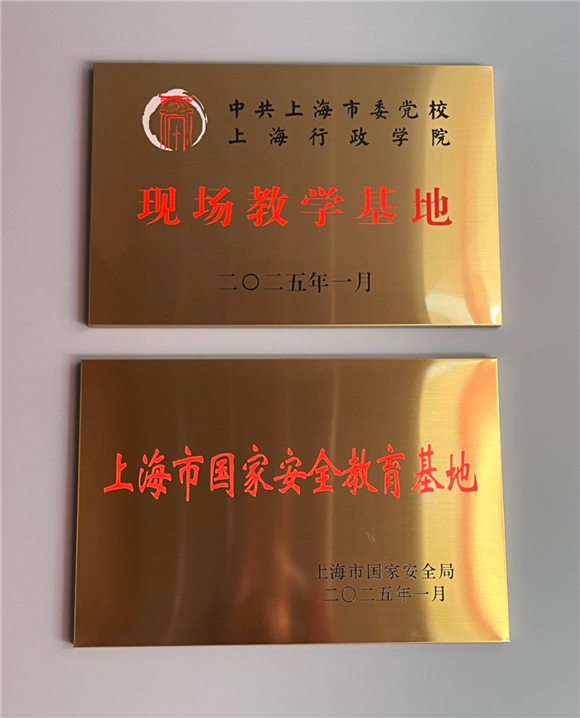 中共上海市委党校
上海行政学院
现场教学基地
二〇二五年一月
上海市国家安全教育基地
上海市国家安全局
二〇二五年一月